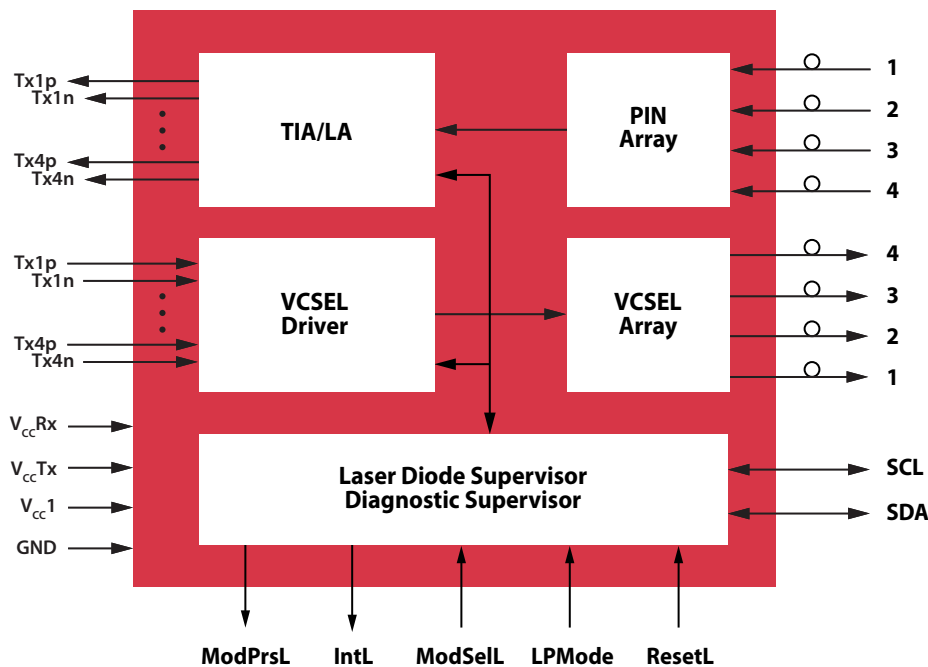 Tx1p
Tx1n
Tx4p
Tx4n
TIA/LA
PIN
Array
1
2
3
4
Tx1p
Tx1n
Tx4p
Tx4n
VCSEL
Driver
VCSEL
Array
4
3
2
1
VccRx
VccTx
Vcc1
GND
Laser Diode Supervisor
Diagnostic Supervisor
SCL
SDA
ModPrsL
IntL
ModSelL
LPMode
ResetL